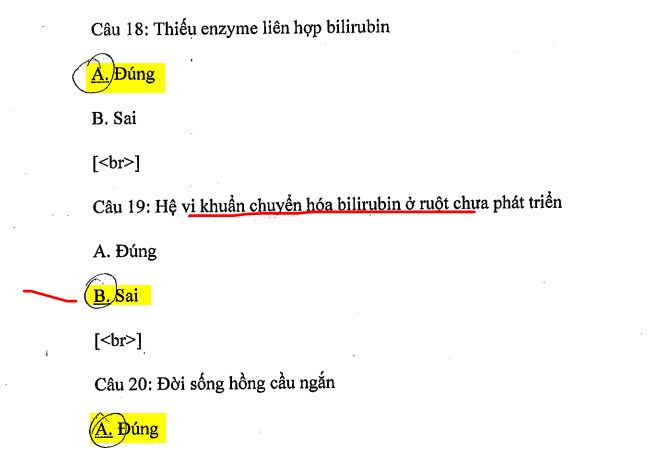 Câu 18: Thiếu enzyme liên hợp bilirubin
A. Đúng
B. Sai
[<br>]
Câu 19: Hệ vi khuẩn chuyển hóa bilirubin ở ruột chưa phát triển
A. Đúng
B. Sai
[<br>]
Câu 20: Đời sống hồng cầu ngắn
A. Đúng